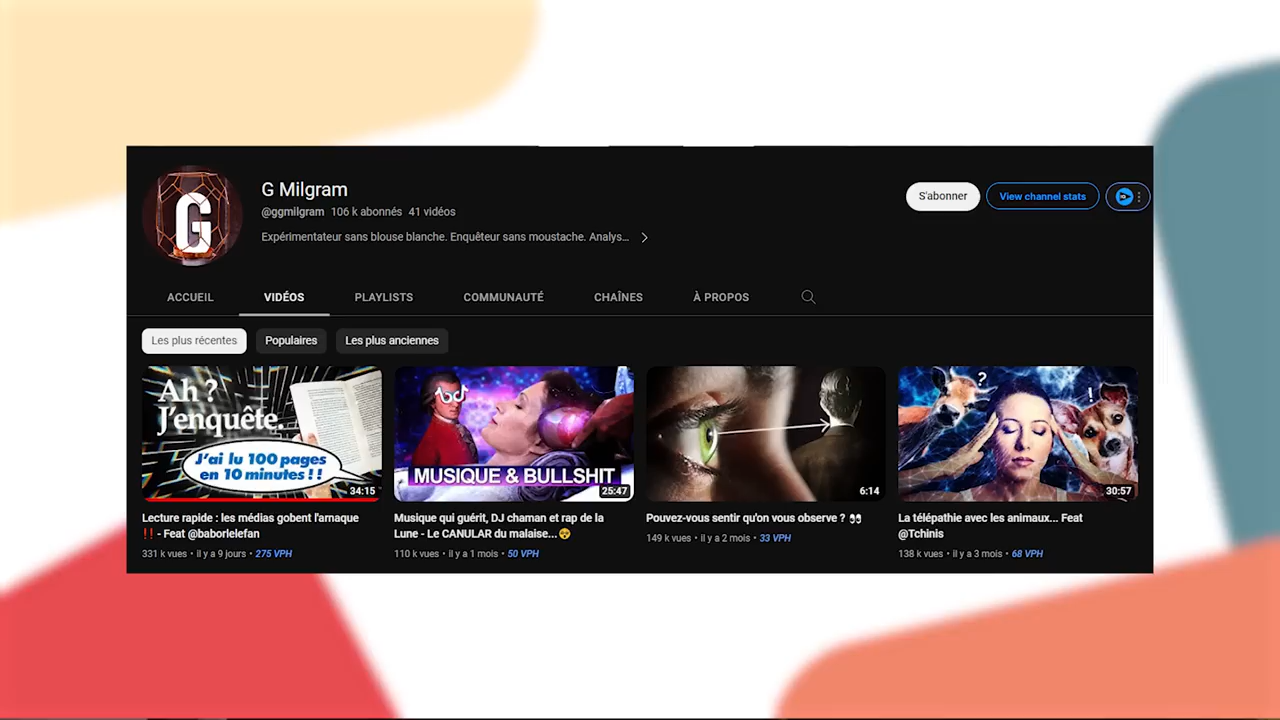 G
G Milgram
@ggmilgram 106 k abonnés 41 vidéos
Expérimentateur sans blouse blanche. Enquêteur sans moustache. Analys...
S'abonner
View channel stats
ACCUEIL
VIDÉOS
PLAYLISTS
COMMUNAUTÉ
CHAÎNES
À PROPOS
Les plus récentes
Populaires
Les plus anciennes
Ah ?
J'enquête.
J'ai lu 100 pages
en 10 minutes !!
34:15
Lecture rapide : les médias gobent l'arnaque
‼️ - Feat @baborlelefan
331 k vues • il y a 9 jours • 275 VPH
MUSIQUE & BULLSHIT
25:47
Musique qui guérit, DJ chaman et rap de la
Lune - Le CANULAR du malaise... 😵
110 k vues • il y a 1 mois • 50 VPH
6:14
Pouvez-vous sentir qu'on vous observe ? 👀
149 k vues • il y a 2 mois • 33 VPH
?
!
30:57
La télépathie avec les animaux... Feat
@Tchinis
138 k vues • il y a 3 mois • 68 VPH